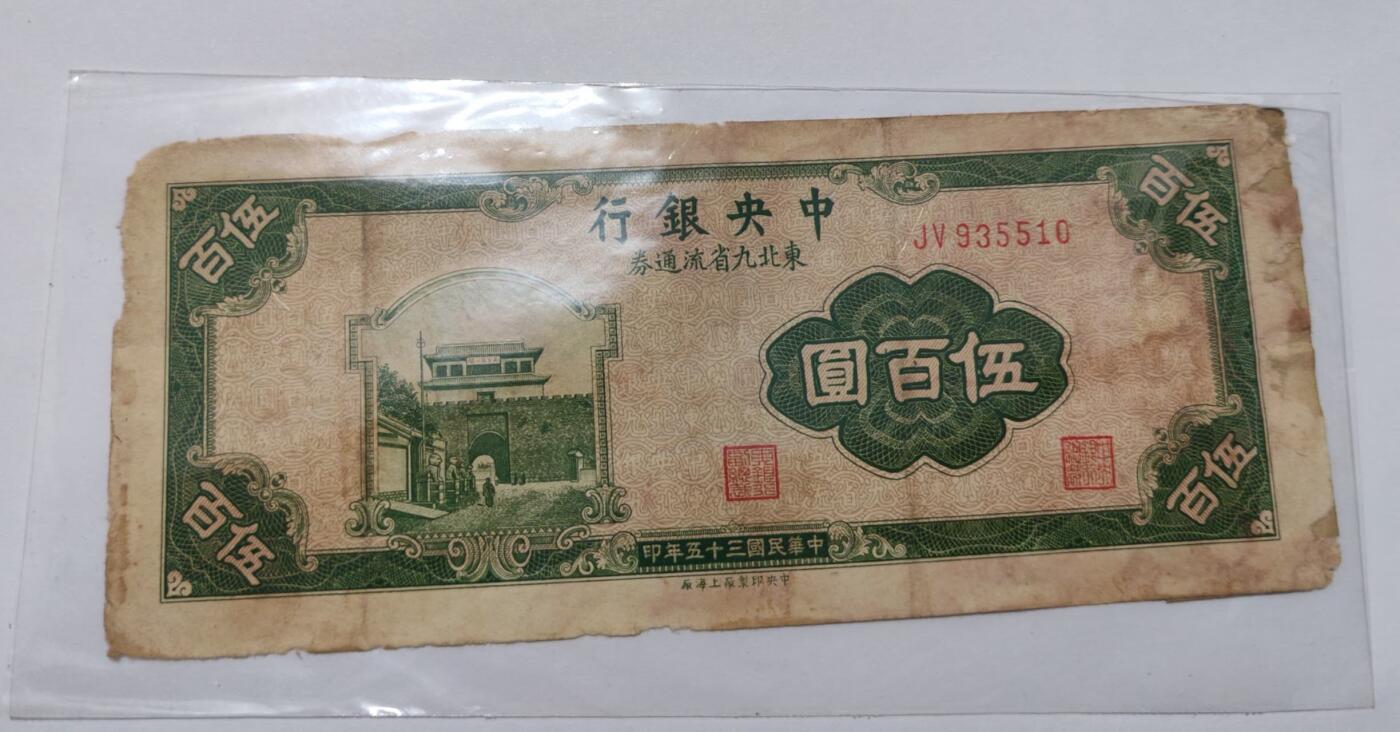 中央銀行
東北九省流通券
JV935510
伍百
伍百
伍百圓
伍百
伍百
中華民國三十五年印
中央印製廠上海廠